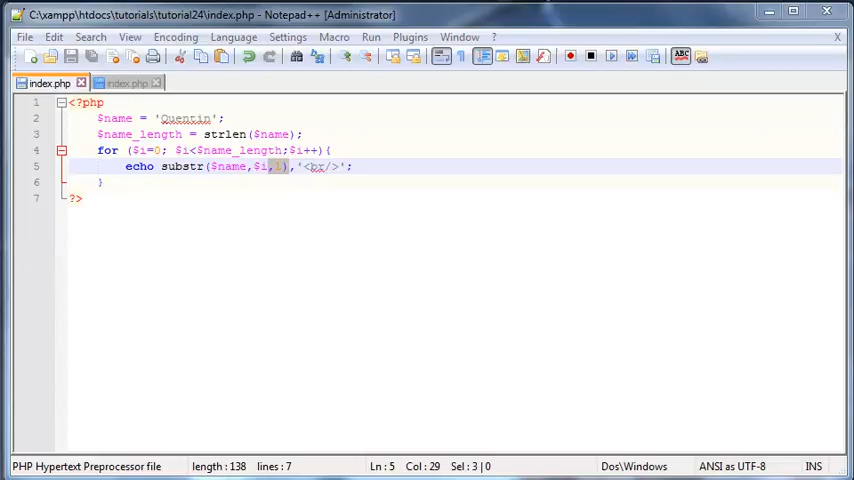 C:\xampp\htdocs\tutorials\tutorial24\index.php - Notepad++ [Administrator]
File Edit Search View Encoding Language Settings Macro Run Plugins Window ? X
ABC
index.php index.php
1 <?php
2 $name = 'Quentin';
3 $name_length = strlen($name);
4 for ($i=0; $i<$name_length;$i++){
5 echo substr($name,$i,1),'<br/>';
6 }
7 ?>
PHP Hypertext Preprocessor file length : 138 lines : 7 Ln : 5 Col : 29 Sel : 3 | 0 Dos\Windows ANSI as UTF-8 INS